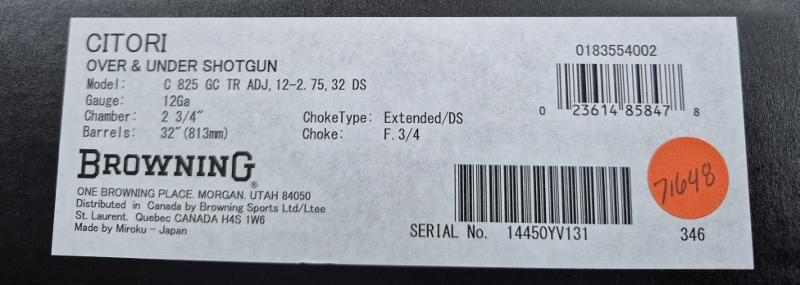 CITORI
OVER & UNDER SHOTGUN
Model: C 825 GC TR ADJ, 12-2.75, 32 DS
Gauge: 12Ga
Chamber: 2 3/4"
Barrels: 32"(813mm)
ChokeType: Extended/DS
Choke: F.3/4
0183554002
0 23614 85847 8
BROWNING®
ONE BROWNING PLACE. MORGAN. UTAH 84050
Distributed in Canada by Browning Sports Ltd/Ltee
St. Laurent. Quebec CANADA H4S 1W6
Made by Miroku - Japan
SERIAL No. 14450YV131
346
71648